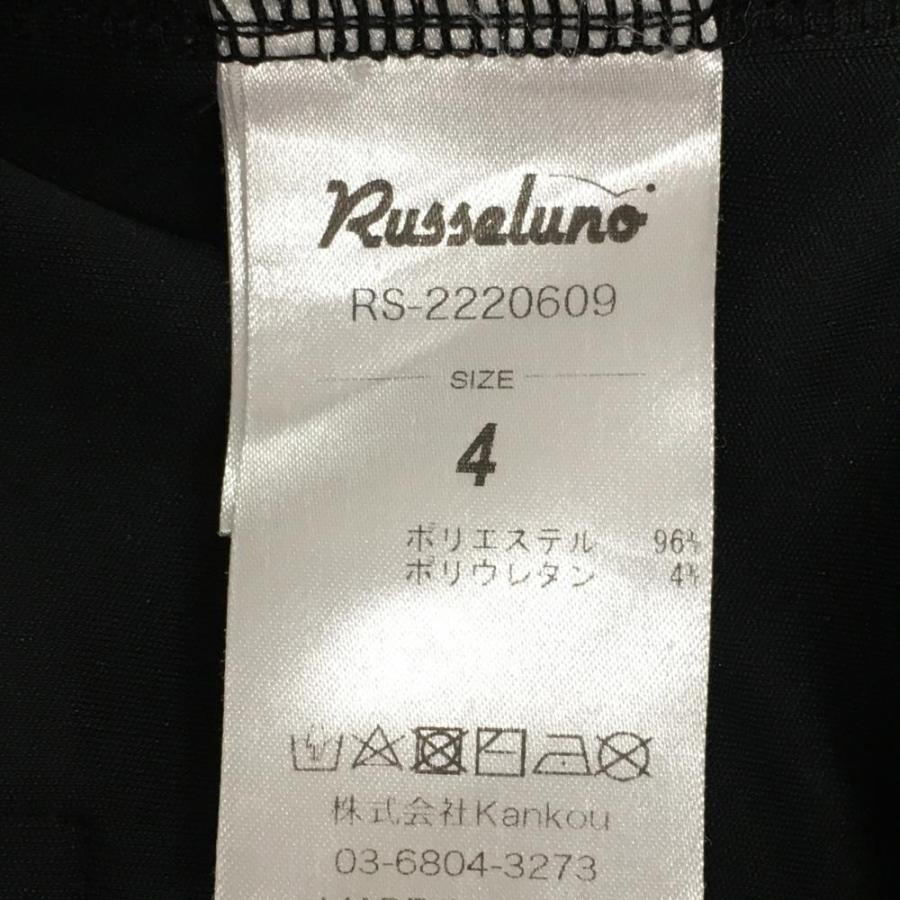 Russeluno
RS-2220609
SIZE
4
ポリエステル 96%
ポリウレタン 4%
株式会社Kankou
03-6804-3273